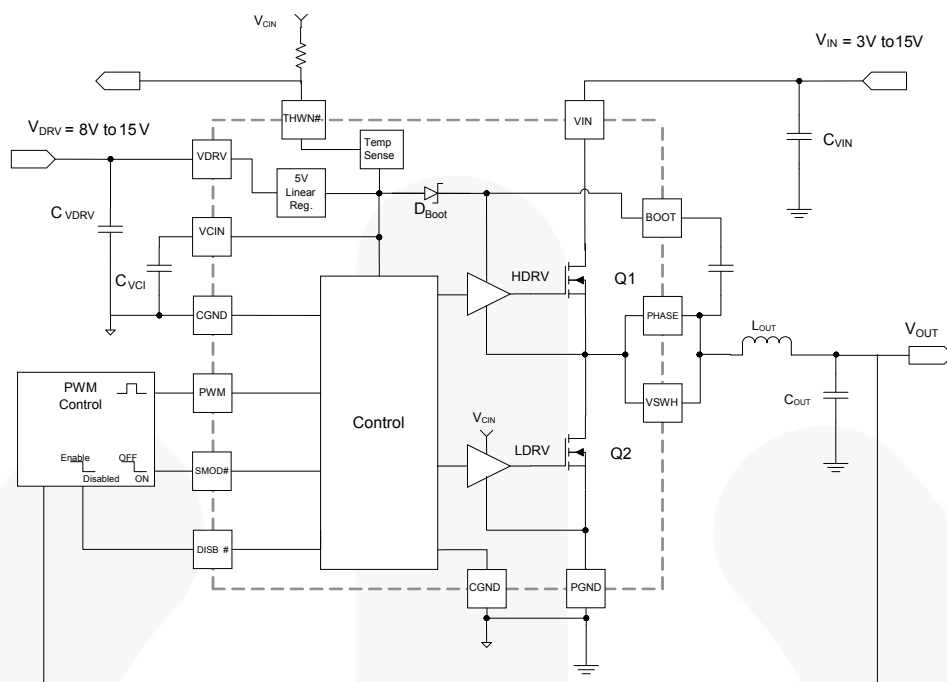 VCIN
VIN = 3V to15V
THWN#
VIN
VDRV = 8V to 15V
CVIN
Temp
Sense
VDRV
5V
Linear
Reg.
DBoot
BOOT
CVDRV
VCIN
CVCI
HDRV
Q1
CGND
PHASE
LOUT
VOUT
PWM
Control
PWM
Control
VSWH
COUT
VCIN
LDRV
Q2
Enable
Disabled
OFF
ON
SMOD#
DISB #
CGND
PGND